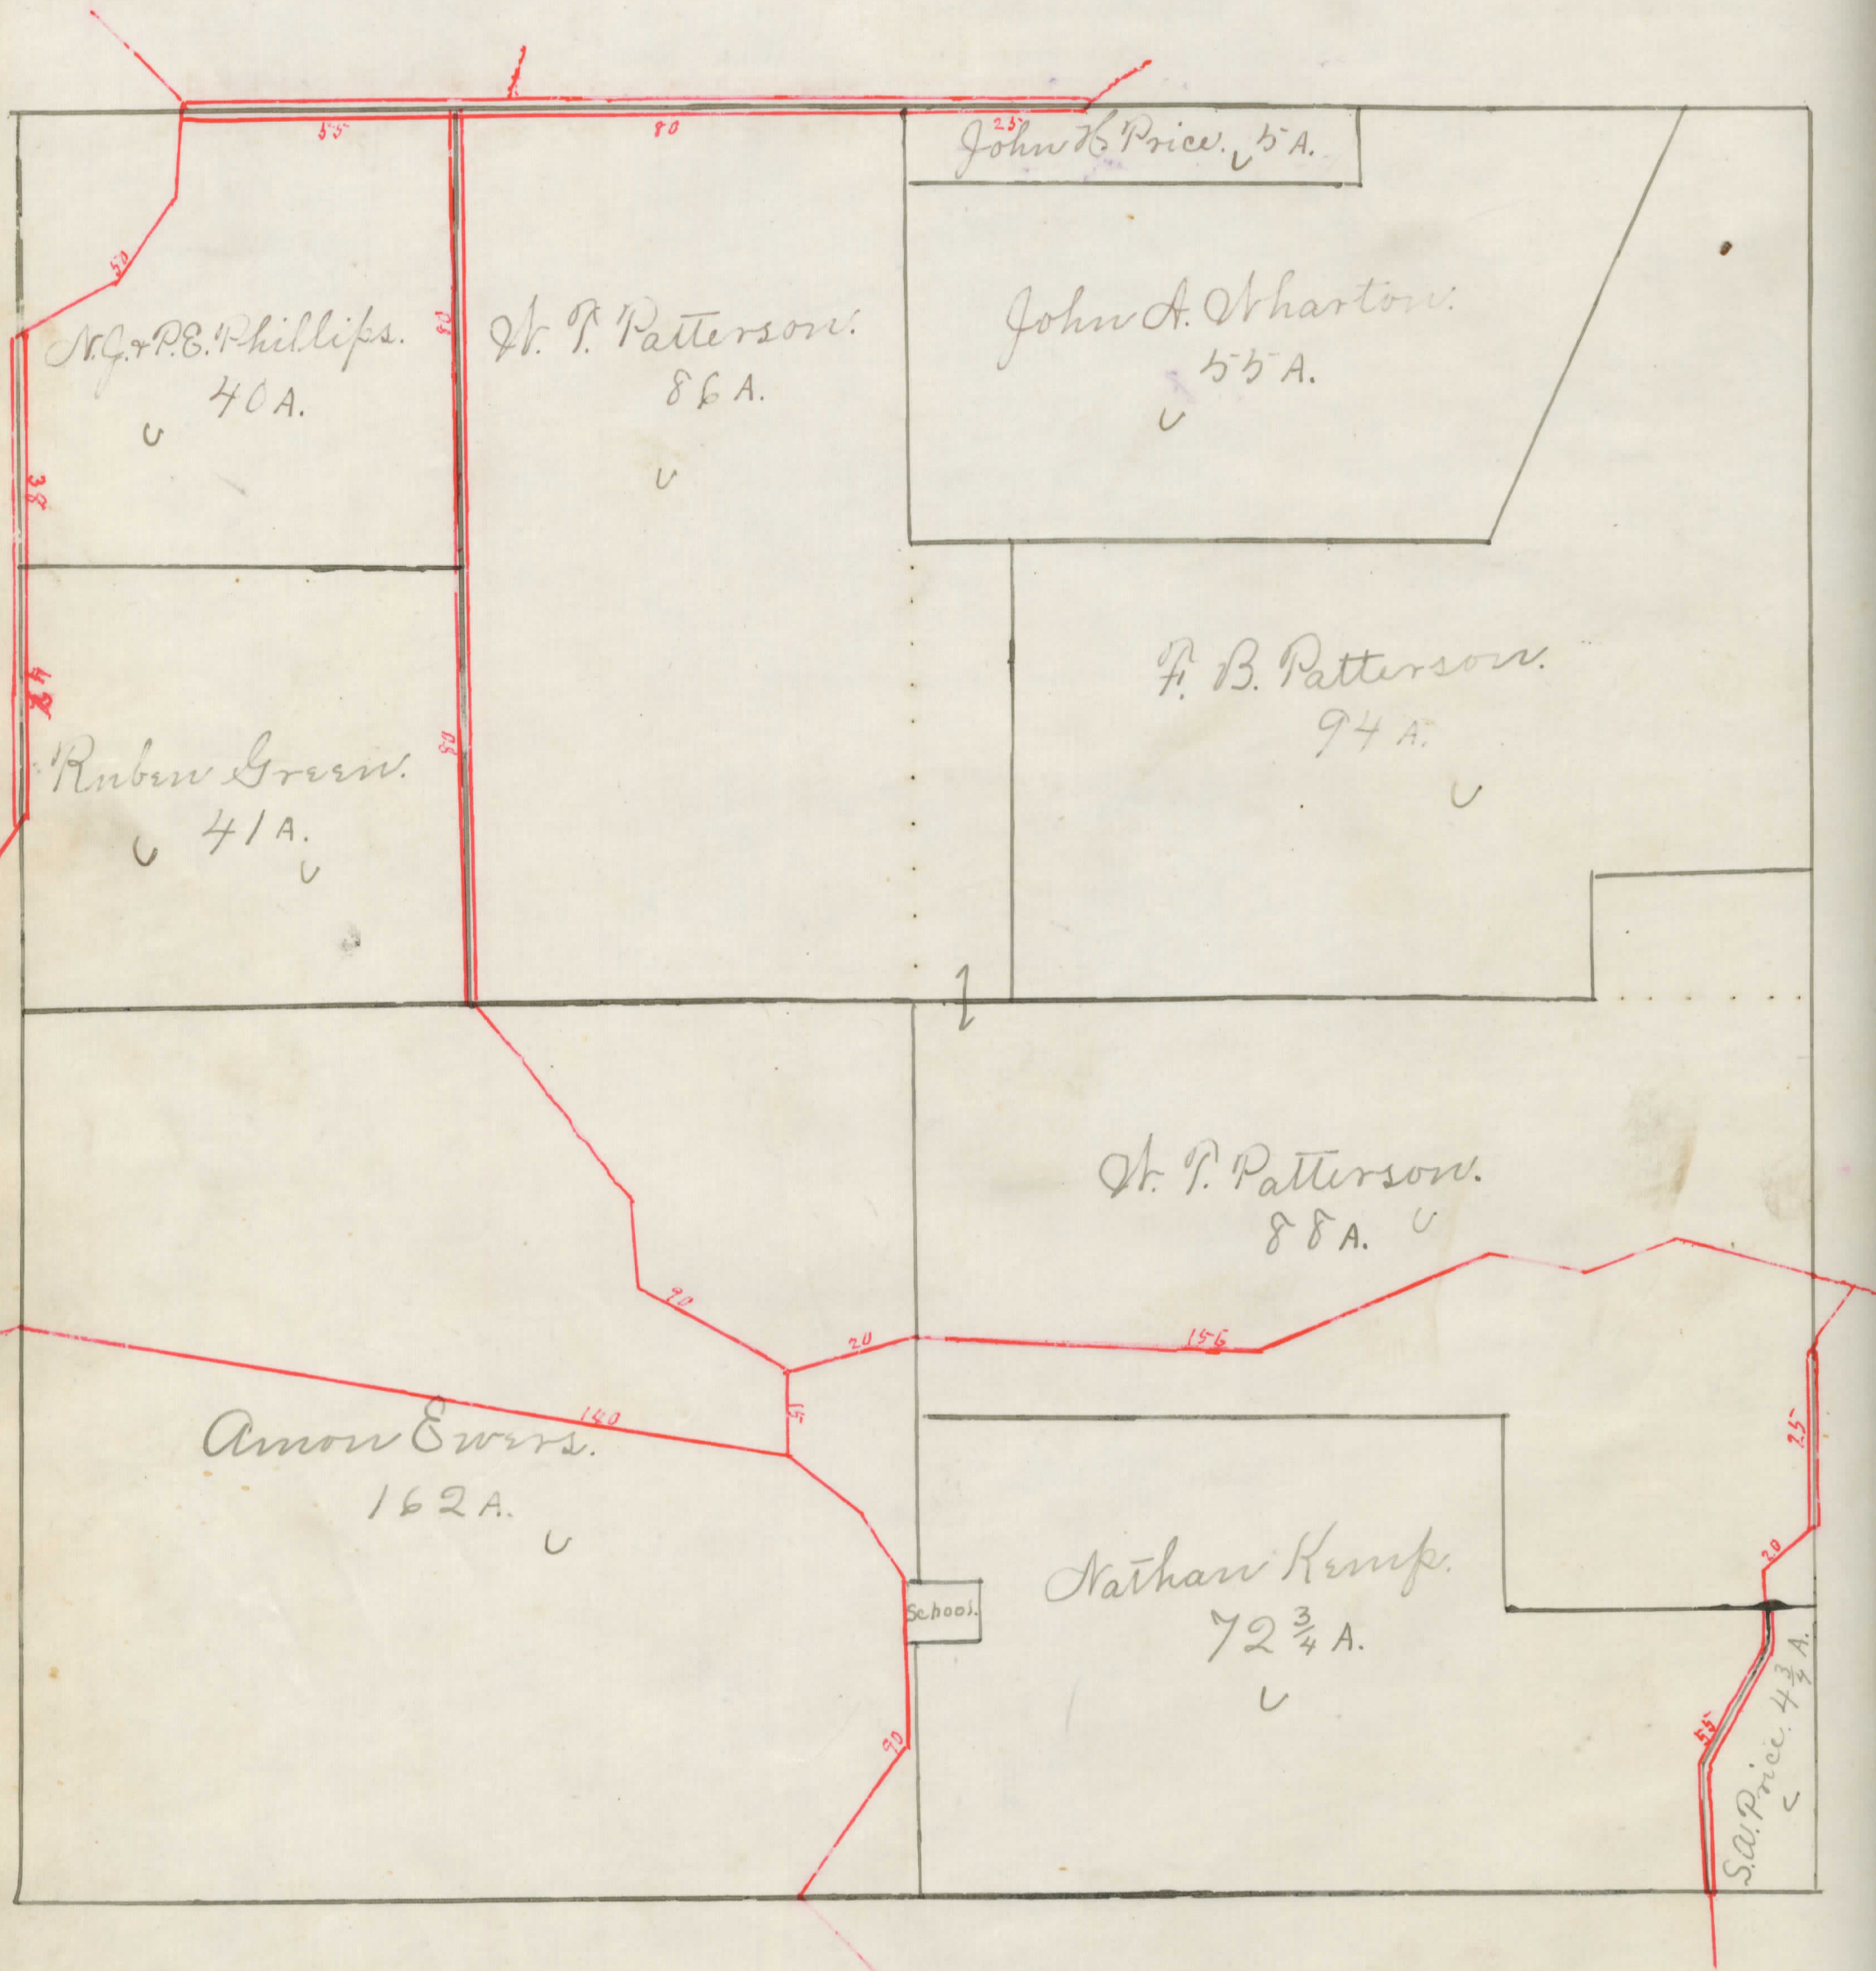 55
80
25
John H. Price. 5 A.
50
N.J. & P.E. Phillips.
40 A.
80
W. T. Patterson.
86 A.
John A. Wharton.
55 A.
38
42
Ruben Green.
41 A.
80
F. B. Patterson.
94 A.
W. T. Patterson.
88 A.
90
20
156
140
15
Amon Ewers.
162 A.
25
20
School.
Nathan Kemp.
72 3/4 A.
90
55
S.W. Price. 4 3/4 A.